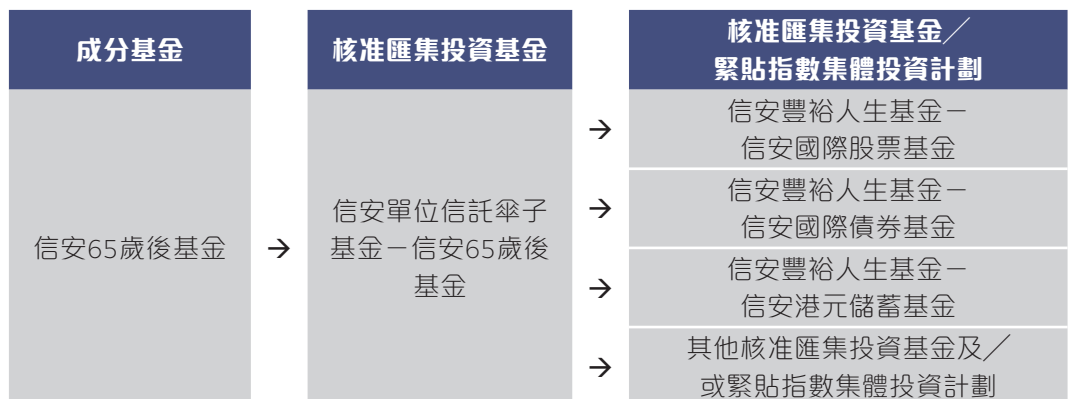 成分基金
核准匯集投資基金
核准匯集投資基金╱
緊貼指數集體投資計劃
信安65歲後基金
→
信安單位信託傘子
基金－信安65歲後
基金
→
信安豐裕人生基金－
信安國際股票基金
→
信安豐裕人生基金－
信安國際債券基金
→
信安豐裕人生基金－
信安港元儲蓄基金
→
其他核准匯集投資基金及╱
或緊貼指數集體投資計劃